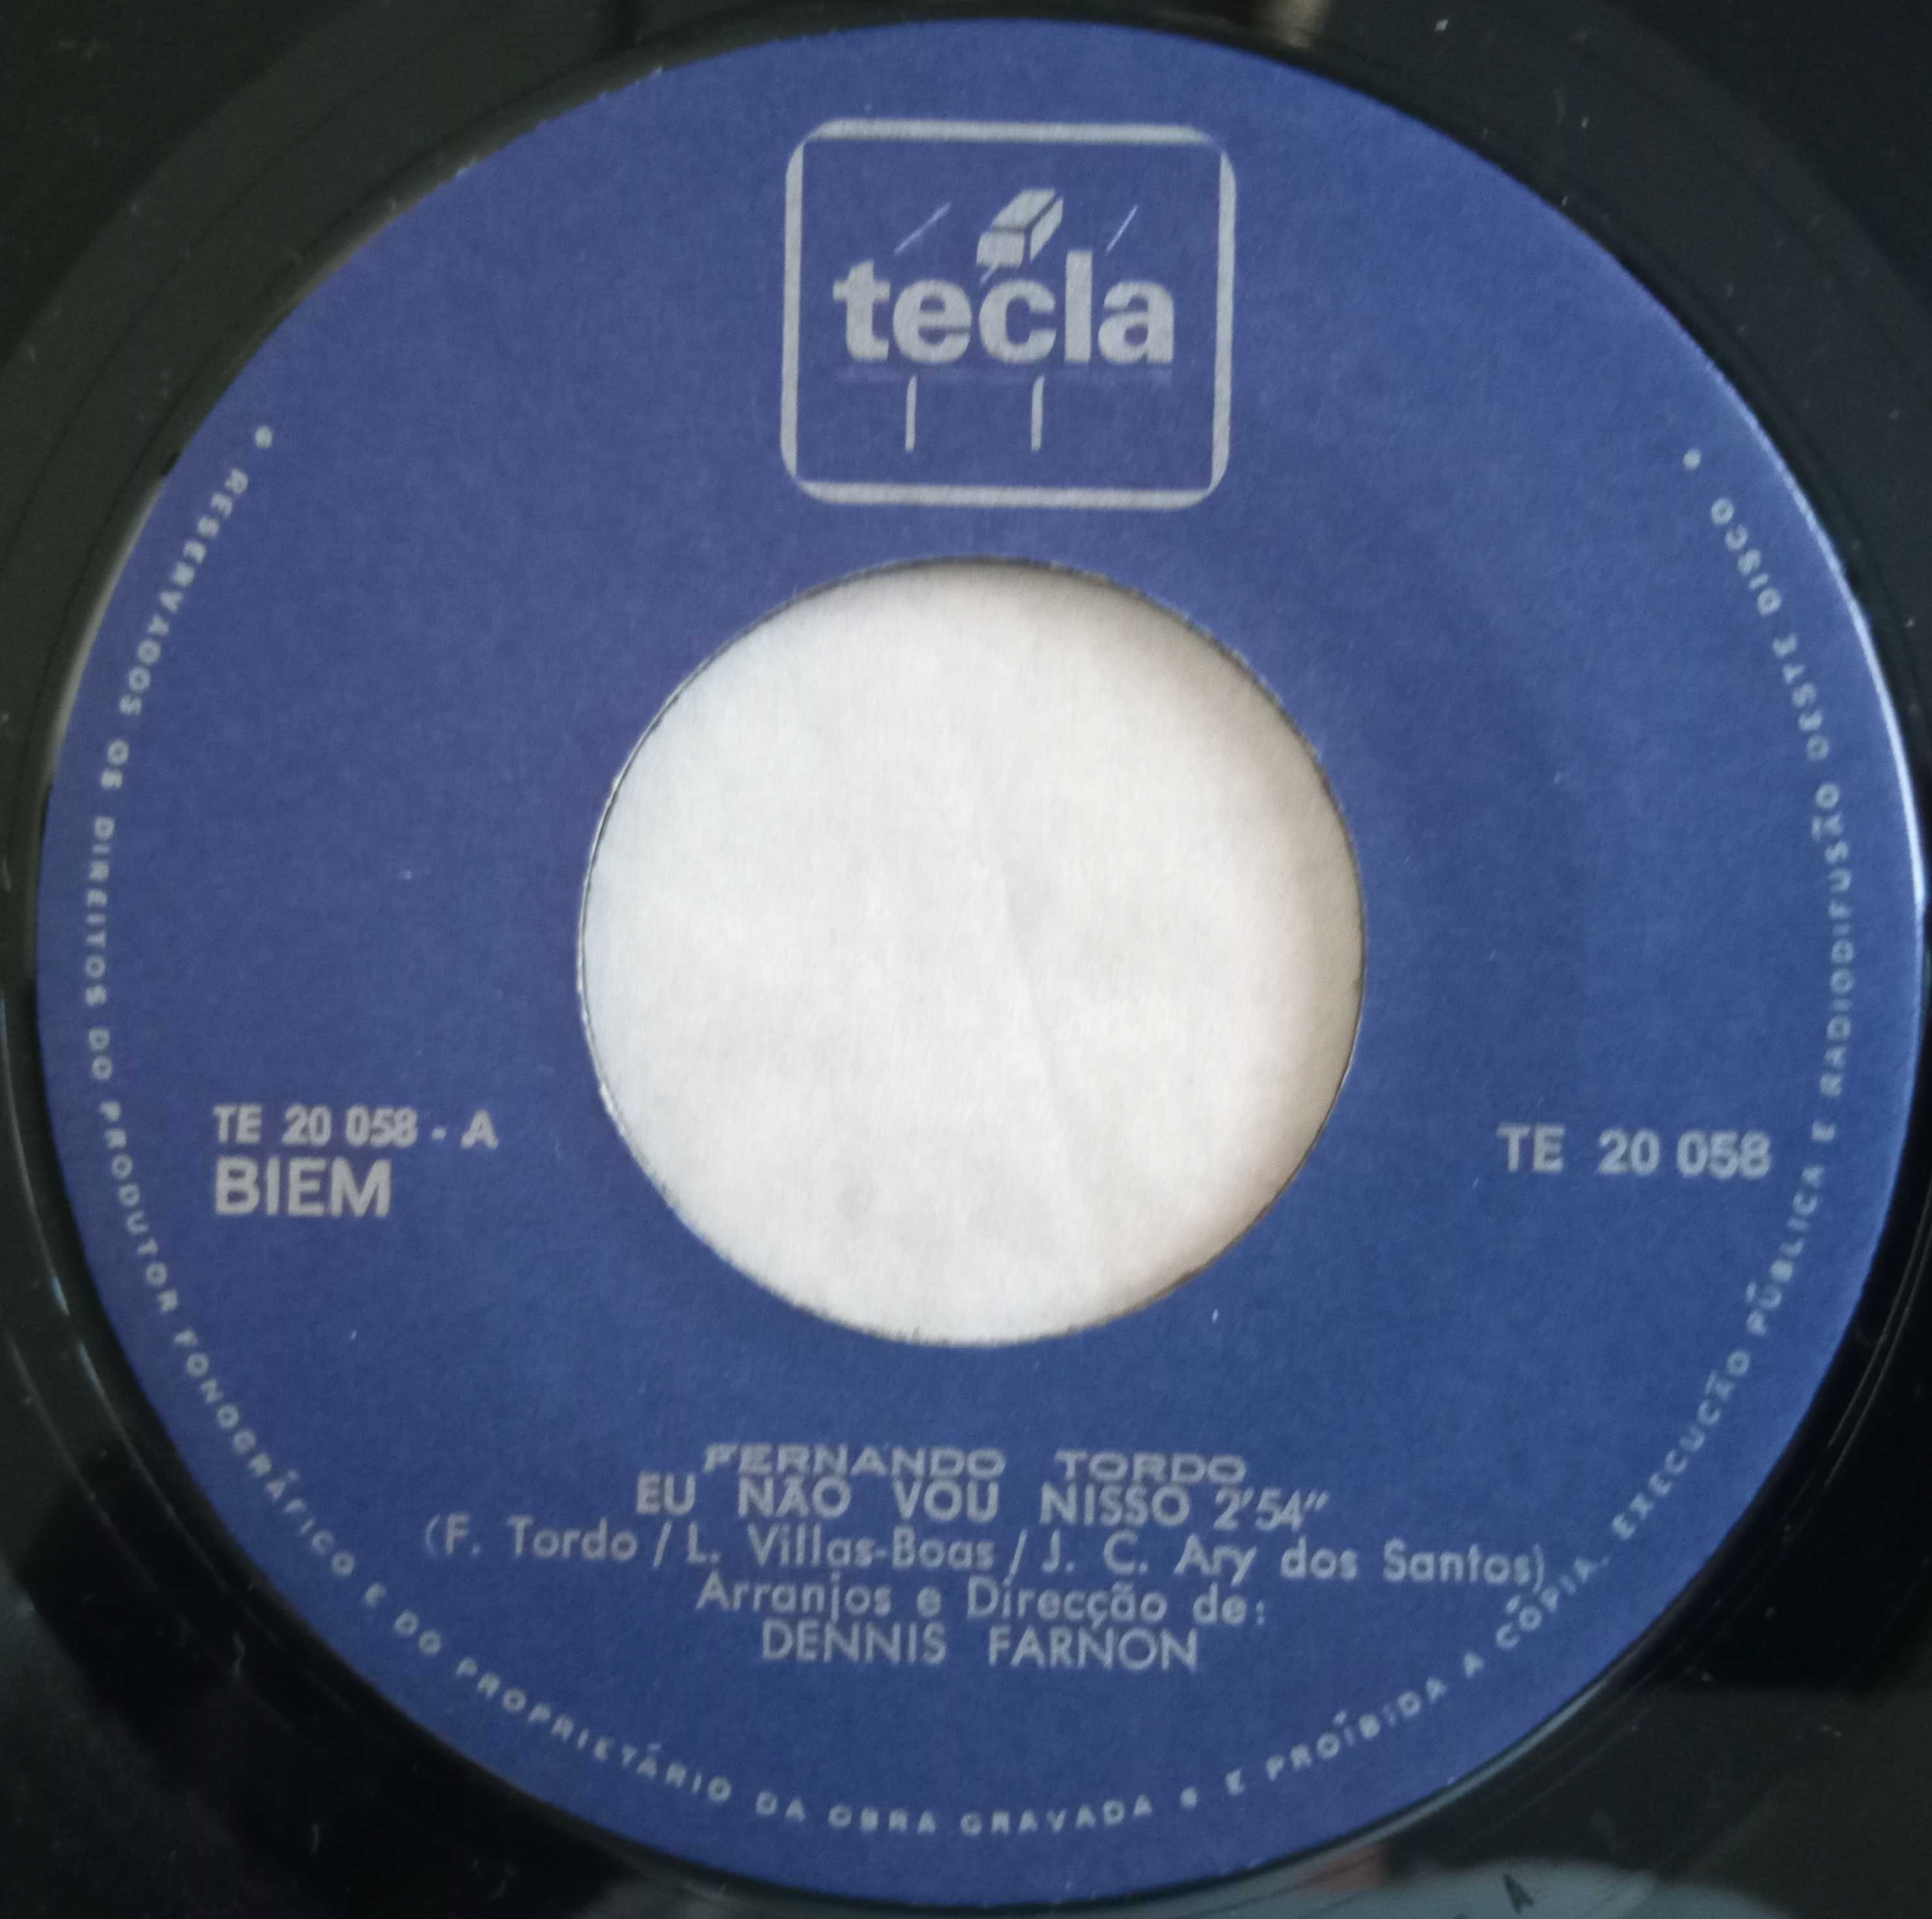 tecla
TE 20 058 - A
BIEM
TE 20 058
FERNANDO TORDO
EU NÃO VOU NISSO 2'54"
(F. Tordo / L. Villas-Boas / J. C. Ary dos Santos)
Arranjos e Direcção de:
DENNIS FARNON
• RESERVADOS OS DIREITOS DO PRODUTOR FONOGRÁFICO E DO PROPRIETÁRIO DA OBRA GRAVADA • E PROÍBIDA A CÓPIA. EXECUCÃO PÚBLICA E RADIODIFUSÃO DESTE DISCO •
A